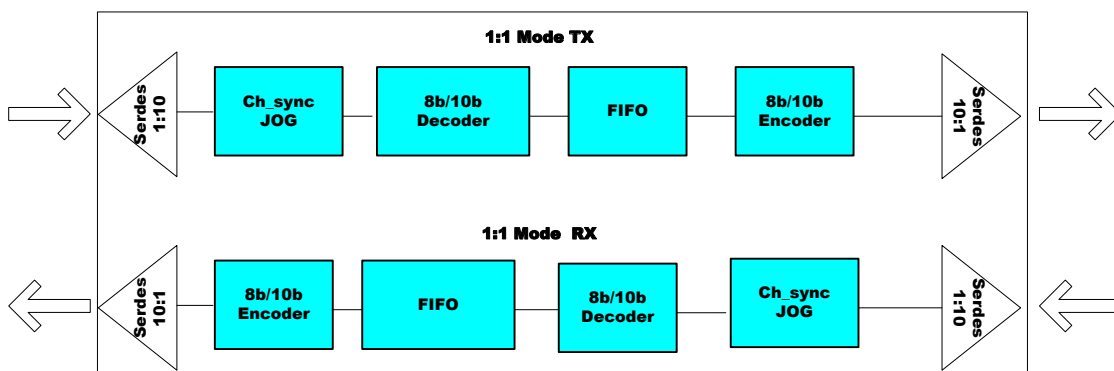 1:1 Mode TX
Serdes
1:10
Ch_sync
JOG
8b/10b
Decoder
FIFO
8b/10b
Encoder
Serdes
10:1
1:1 Mode RX
Serdes
10:1
8b/10b
Encoder
FIFO
8b/10b
Decoder
Ch_sync
JOG
Serdes
1:10